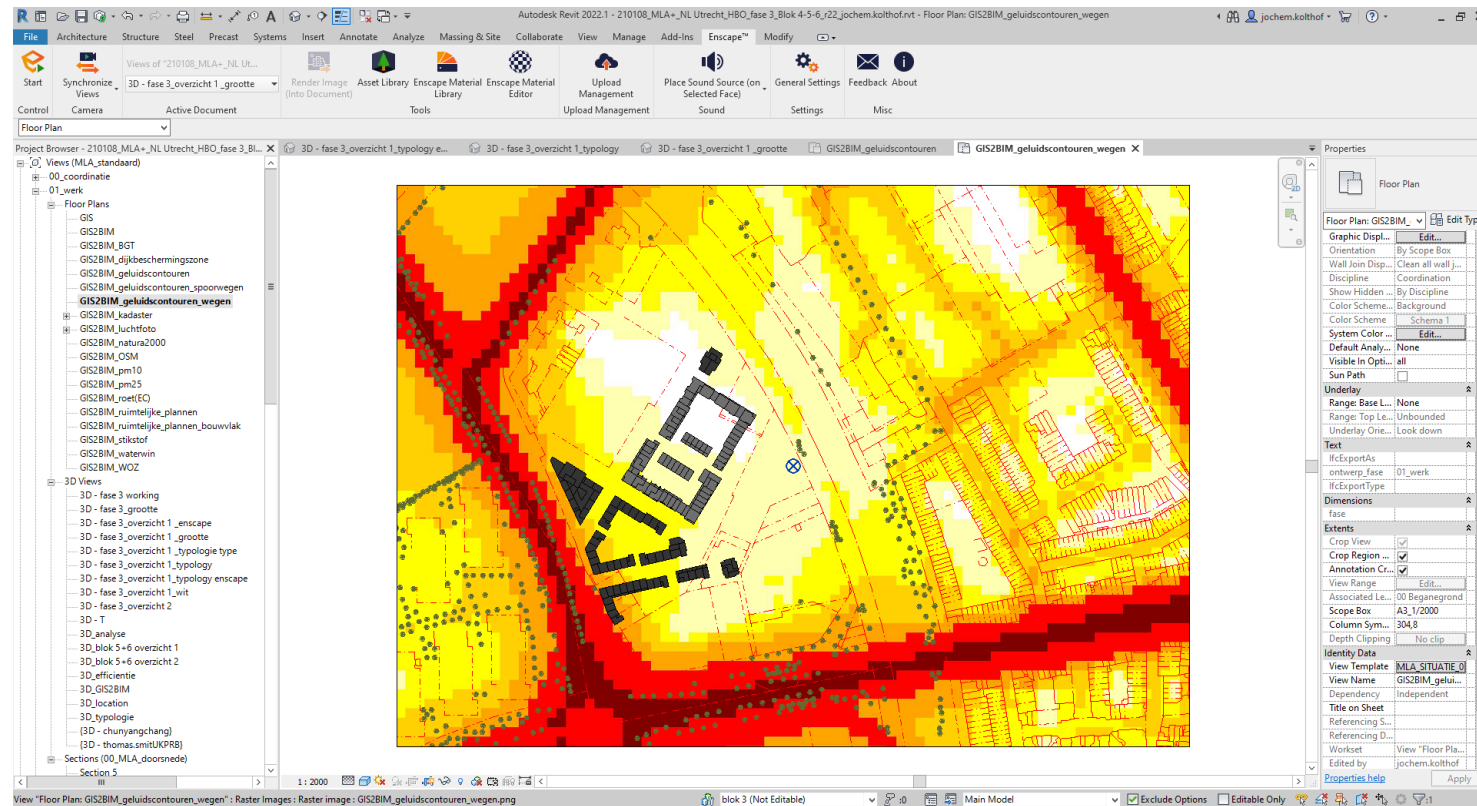 Autodesk Revit 2022.1 - 210108_MLA+_NL Utrecht_HBO_fase 3_Blok 4-5-6_r22_jochem.kolthof.rvt - Floor Plan: GIS2BIM_geluidscontouren_wegen
jochem.kolthof
File Architecture Structure Steel Precast Systems Insert Annotate Analyze Massing & Site Collaborate View Manage Add-Ins Enscape™ Modify
Views of "210108_MLA+_NL Ut...
3D - fase 3_overzicht 1 _grootte
Start
Synchronize Views
Render Image (Into Document)
Asset Library
Enscape Material Library
Enscape Material Editor
Upload Management
Place Sound Source (on Selected Face)
General Settings
Feedback
About
Control Camera Active Document Tools Upload Management Sound Settings Misc
Floor Plan
Project Browser - 210108_MLA+_NL Utrecht_HBO_fase 3_Bl...
3D - fase 3_overzicht 1_typology e...
3D - fase 3_overzicht 1_typology
3D - fase 3_overzicht 1 _grootte
GIS2BIM_geluidscontouren
GIS2BIM_geluidscontouren_wegen
Properties
Views (MLA_standaard)
00_coordinatie
01_werk
Floor Plans
GIS
GIS2BIM
GIS2BIM_BGT
GIS2BIM_dijkbeschermingszone
GIS2BIM_geluidscontouren
GIS2BIM_geluidscontouren_spoorwegen
GIS2BIM_geluidscontouren_wegen
GIS2BIM_kadaster
GIS2BIM_luchtfoto
GIS2BIM_natura2000
GIS2BIM_OSM
GIS2BIM_pm10
GIS2BIM_pm25
GIS2BIM_roet(EC)
GIS2BIM_ruimtelijke_plannen
GIS2BIM_ruimtelijke_plannen_bouwvlak
GIS2BIM_stikstof
GIS2BIM_waterwin
GIS2BIM_WOZ
3D Views
3D - fase 3 working
3D - fase 3_grootte
3D - fase 3_overzicht 1 _enscape
3D - fase 3_overzicht 1 _grootte
3D - fase 3_overzicht 1 _typologie type
3D - fase 3_overzicht 1_typology
3D - fase 3_overzicht 1_typology enscape
3D - fase 3_overzicht 1_wit
3D - fase 3_overzicht 2
3D - T
3D_analyse
3D_blok 5+6 overzicht 1
3D_blok 5+6 overzicht 2
3D_efficientie
3D_GIS2BIM
3D_location
3D_typologie
{3D - chunyangchang}
{3D - thomas.smitUKPRB}
Sections (00_MLA_doorsnede)
Section 5
2D
Floor Plan
Floor Plan: GIS2BIM_ Edit Typ
Graphic Displ... Edit...
Orientation By Scope Box
Wall Join Disp... Clean all wall j...
Discipline Coordination
Show Hidden ... By Discipline
Color Scheme... Background
Color Scheme Schema 1
System Color ... Edit...
Default Analy... None
Visible In Opti... all
Sun Path
Underlay
Range: Base L... None
Range: Top Le... Unbounded
Underlay Orie... Look down
Text
IfcExportAs
ontwerp_fase 01_werk
IfcExportType
Dimensions
fase
Extents
Crop View
Crop Region ...
Annotation Cr...
View Range Edit...
Associated Le... 00 Beganegrond
Scope Box A3_1/2000
Column Sym... 304,8
Depth Clipping No clip
Identity Data
View Template MLA_SITUATIE_0
View Name GIS2BIM_gelui...
Dependency Independent
Title on Sheet
Referencing S...
Referencing D...
Workset View "Floor Pla...
Edited by jochem.kolthof
Properties help Apply
1 : 2000
View "Floor Plan: GIS2BIM_geluidscontouren_wegen" : Raster Images : Raster image : GIS2BIM_geluidscontouren_wegen.png
blok 3 (Not Editable)
:0
Main Model
Exclude Options
Editable Only
:1